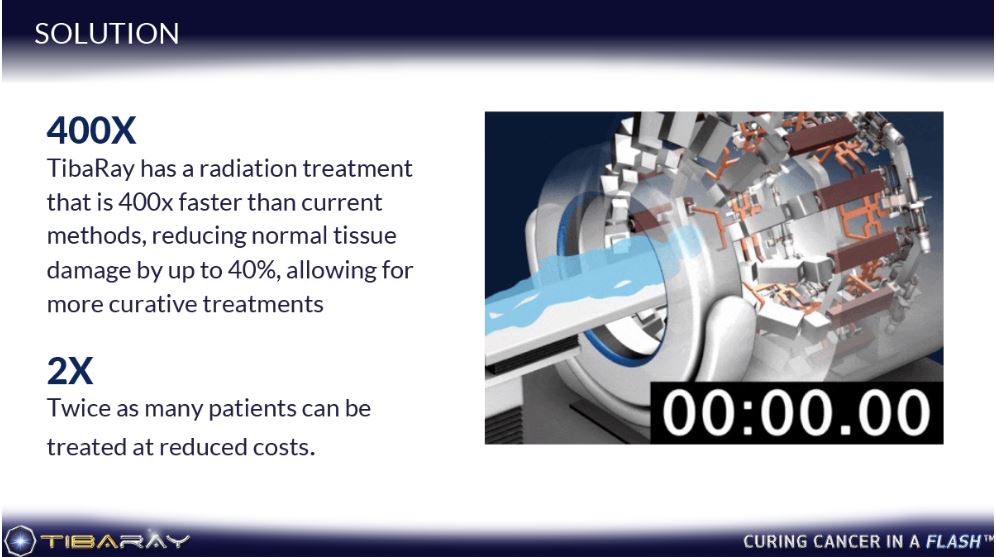 SOLUTION
400X
TibaRay has a radiation treatment
that is 400x faster than current
methods, reducing normal tissue
damage by up to 40%, allowing for
more curative treatments
2X
Twice as many patients can be
treated at reduced costs.
00:00.00
TIBARAY
CURING CANCER IN A FLASH™